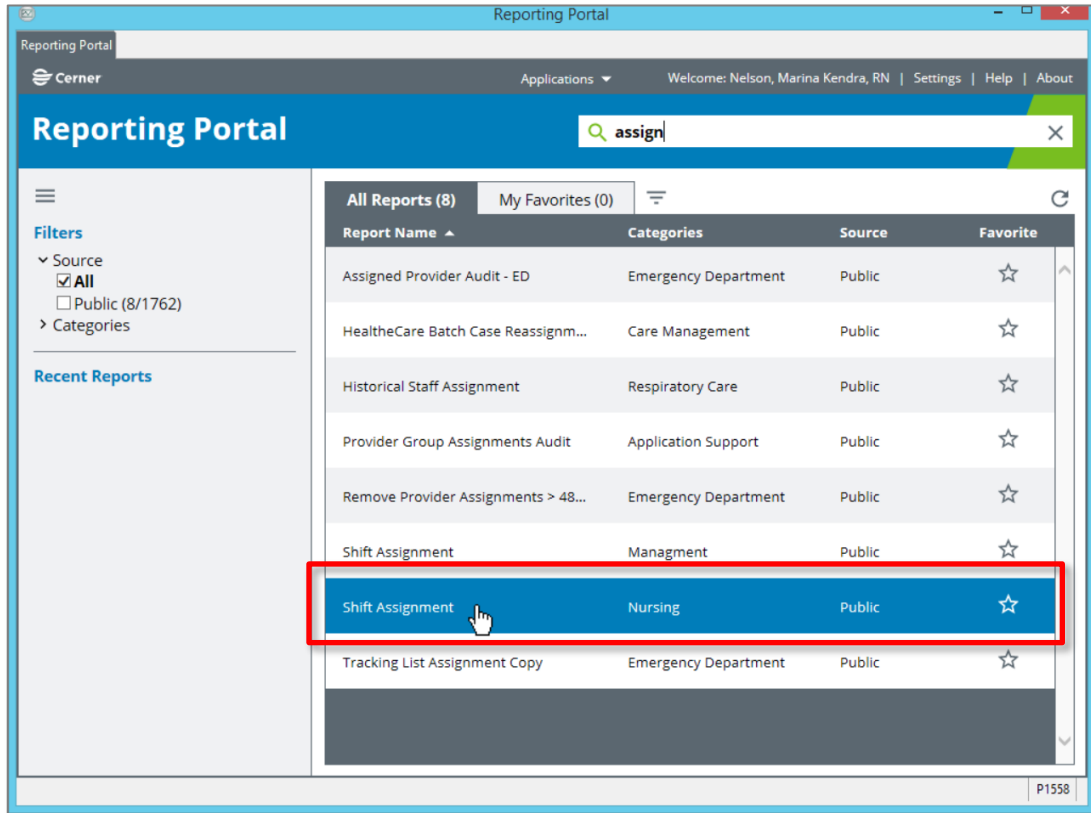 Reporting Portal
Reporting Portal
Cerner Applications Welcome: Nelson, Marina Kendra, RN | Settings | Help | About
Reporting Portal assign
All Reports (8) My Favorites (0)
Filters
Report Name Categories Source Favorite
Source
All
Public (8/1762)
Categories
Recent Reports
Assigned Provider Audit - ED Emergency Department Public
HealtheCare Batch Case Reassignm... Care Management Public
Historical Staff Assignment Respiratory Care Public
Provider Group Assignments Audit Application Support Public
Remove Provider Assignments > 48... Emergency Department Public
Shift Assignment Managment Public
Shift Assignment Nursing Public
Tracking List Assignment Copy Emergency Department Public
P1558